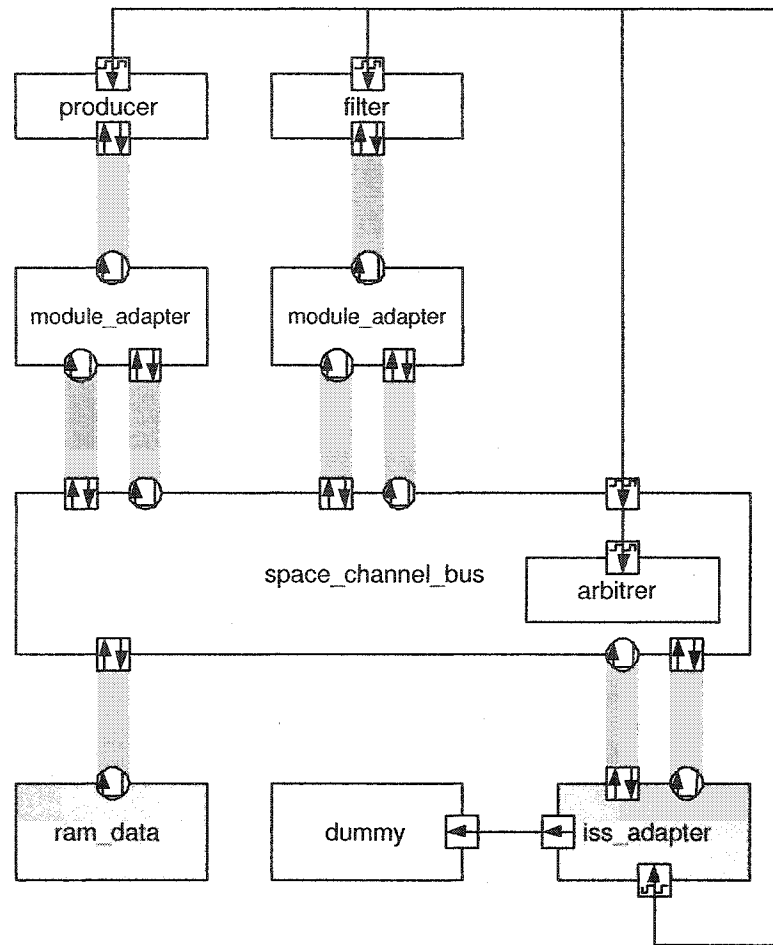 producer
filter
module_adapter
module_adapter
space_channel_bus
arbitrer
ram_data
dummy
iss_adapter